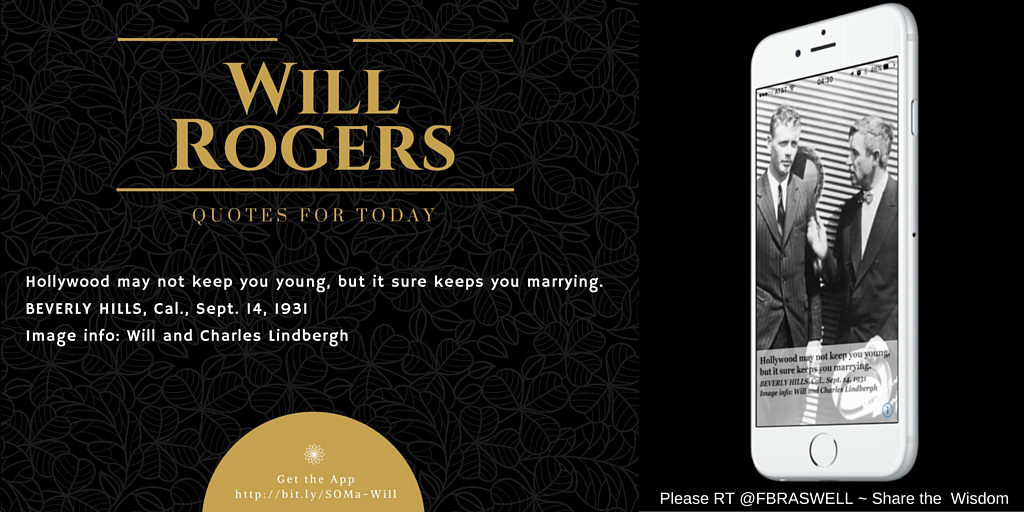 WILL
ROGERS
QUOTES FOR TODAY
Hollywood may not keep you young, but it sure keeps you marrying.
BEVERLY HILLS, Cal., Sept. 14, 1931
Image info: Will and Charles Lindbergh
Get the App
http://bit.ly/SOMa-Will
AT&T 04:30 46%
Hollywood may not keep you young,
but it sure keeps you marrying.
BEVERLY HILLS, Cal., Sept. 14, 1931
Image info: Will and Charles Lindbergh
Please RT @FBRASWELL ~ Share the Wisdom